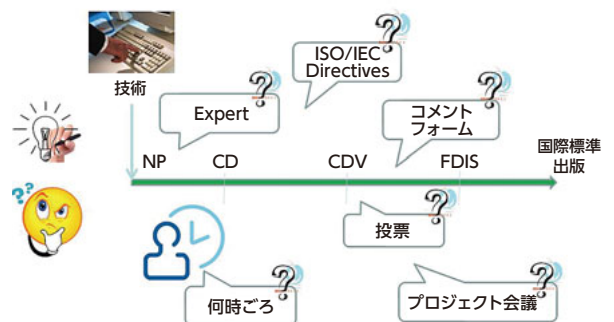 ISO/IEC
Directives
技術
Expert
コメント
フォーム
NP
CD
CDV
FDIS
国際標準
出版
??
投票
何時ごろ
プロジェクト会議